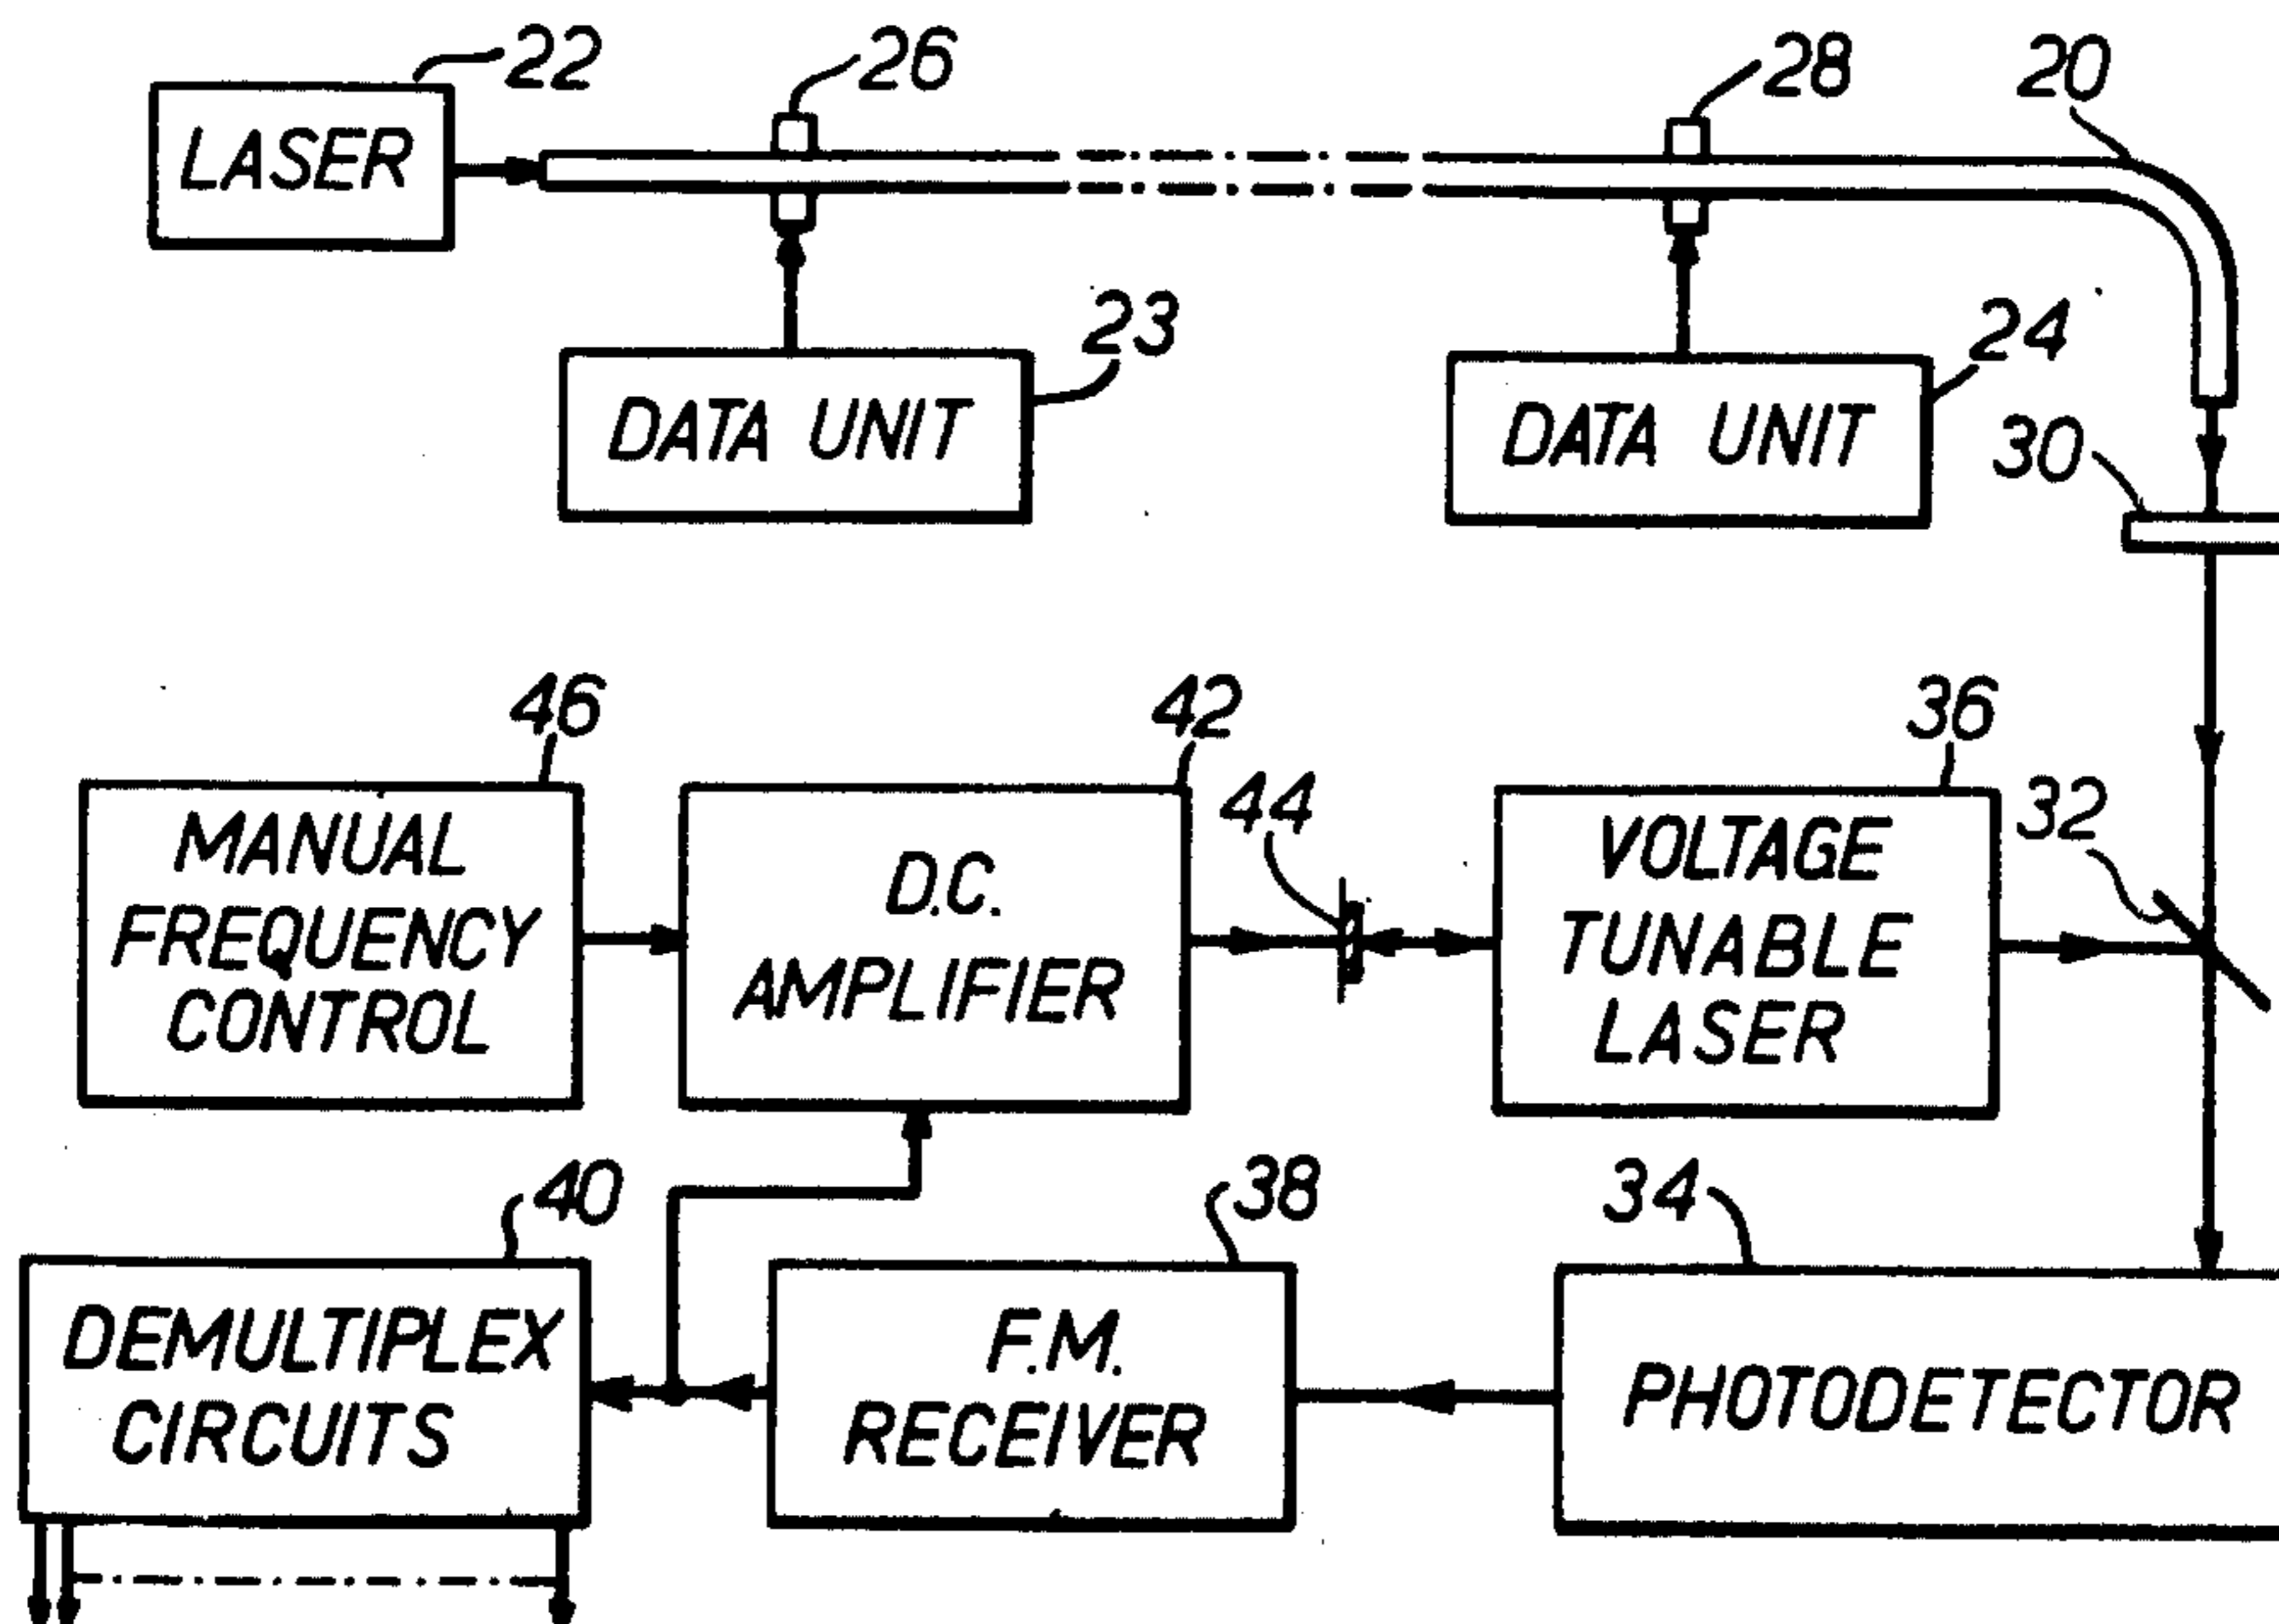 22
26
28
20
LASER
23
24
DATA UNIT
DATA UNIT
30
46
42
44
36
32
MANUAL
FREQUENCY
CONTROL
D.C.
AMPLIFIER
VOLTAGE
TUNABLE
LASER
40
38
34
DEMULTIPLEX
CIRCUITS
F.M.
RECEIVER
PHOTODETECTOR